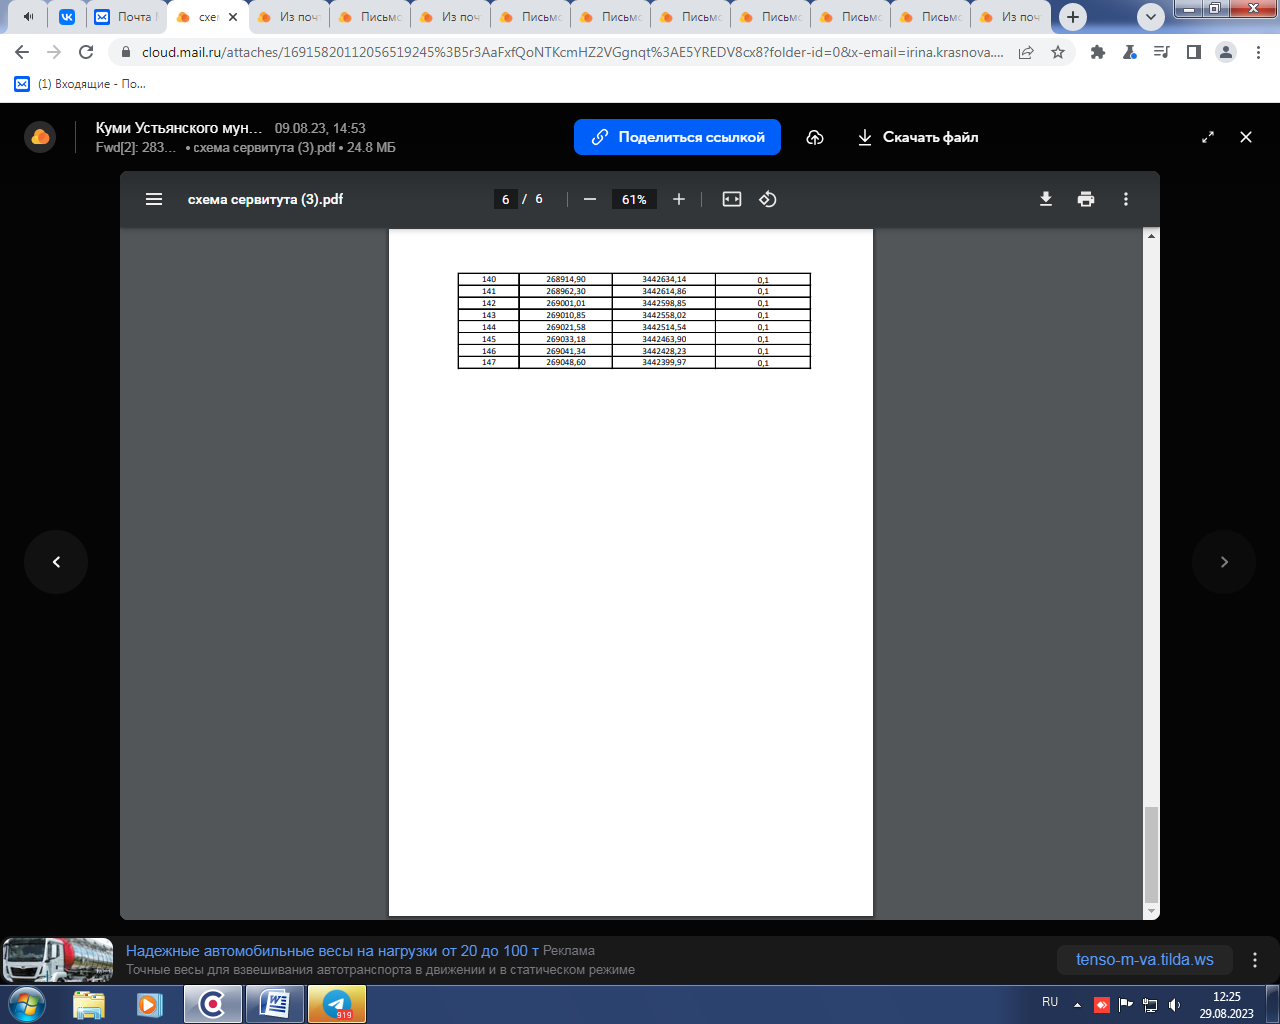 схем
Почта
Из поч
Письмо
Из поч
Письмо
Письмо
Письмо
Письмо
Письмо
Письмо
Из поч
cloud.mail.ru/attaches/16915820112056519245%3B5r3AaFxfQoNTKcmHZ2VGgnqt%3AE5YREDV8cx8?folder-id=0&x-email=irina.krasnova....
(1) Входящие - По...
Куми Устьянского мун... 09.08.23, 14:53
Fwd[2]: 283... • схема сервитута (3).pdf • 24.8 МБ
Поделиться ссылкой
Скачать файл
схема сервитута (3).pdf
6 / 6
61%
140 268914,90 3442634,14 0,1
141 268962,30 3442614,86 0,1
142 269001,01 3442598,85 0,1
143 269010,85 3442558,02 0,1
144 269021,58 3442514,54 0,1
145 269033,18 3442463,90 0,1
146 269041,34 3442428,23 0,1
147 269048,60 3442399,97 0,1
Надежные автомобильные весы на нагрузки от 20 до 100 т Реклама
Точные весы для взвешивания автотранспорта в движении и в статическом режиме
tenso-m-va.tilda.ws
919
RU
12:25
29.08.2023